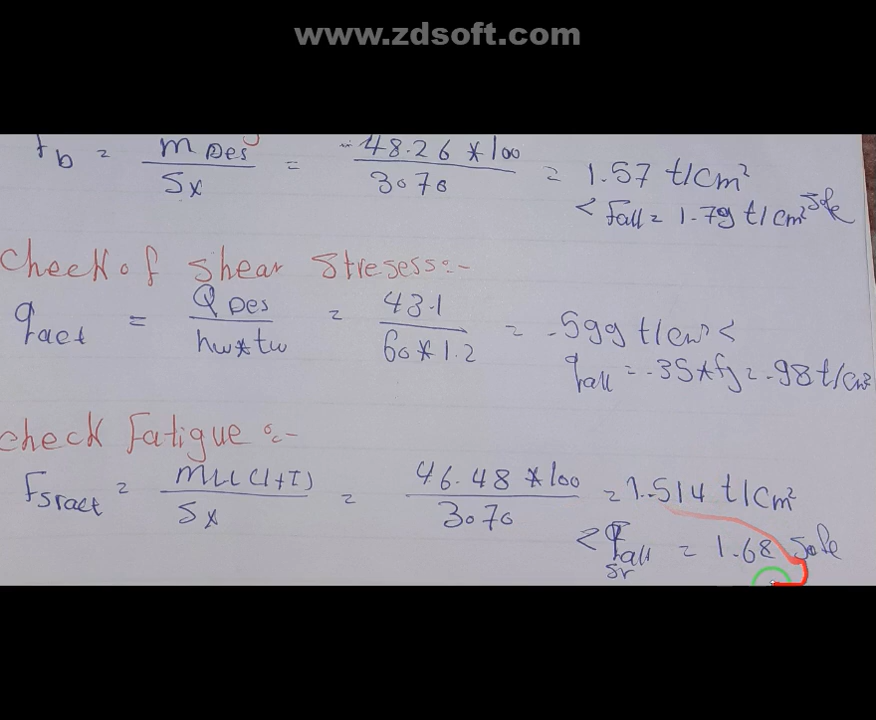 www.zdsoft.com
fb = MDes / Sx = 48.26 * 100 / 3070 = 1.57 t/cm²
< Fall = 1.79 t/cm² Safe
Check of Shear Stresess:-
qact = QDes / hw*tw = 43.1 / 60*1.2 = .599 t/cm² <
qall = .35*fy = .98 t/cm²
check Fatigue :-
Fsract = MLL(1+I) / Sx = 46.48 * 100 / 3070 = 1.514 t/cm²
< Fall sr = 1.68 Safe